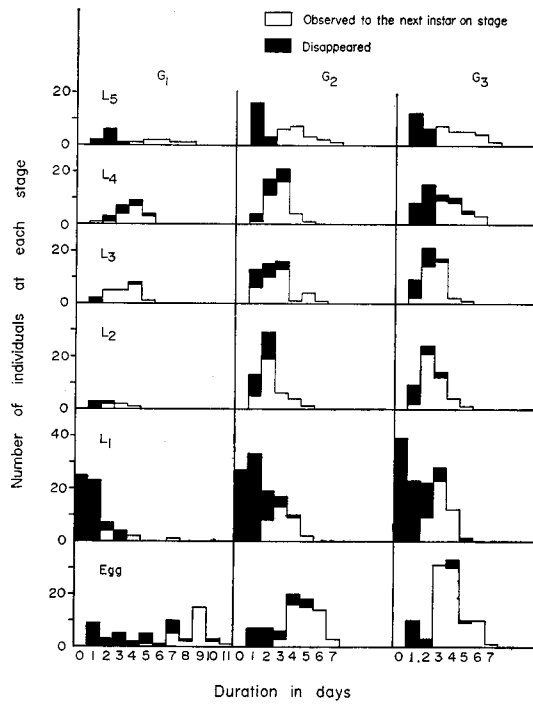 Observed to the next instar on stage
Disappeared
G1 G2 G3
L5
20
0
L4
20
0
L3
20
0
L2
20
0
L1
40
20
0
Egg
20
0
0 1 2 3 4 5 6 7 8 9 10 11 0 1 2 3 4 5 6 7 0 1 2 3 4 5 6 7
Duration in days
Number of individuals at each stage